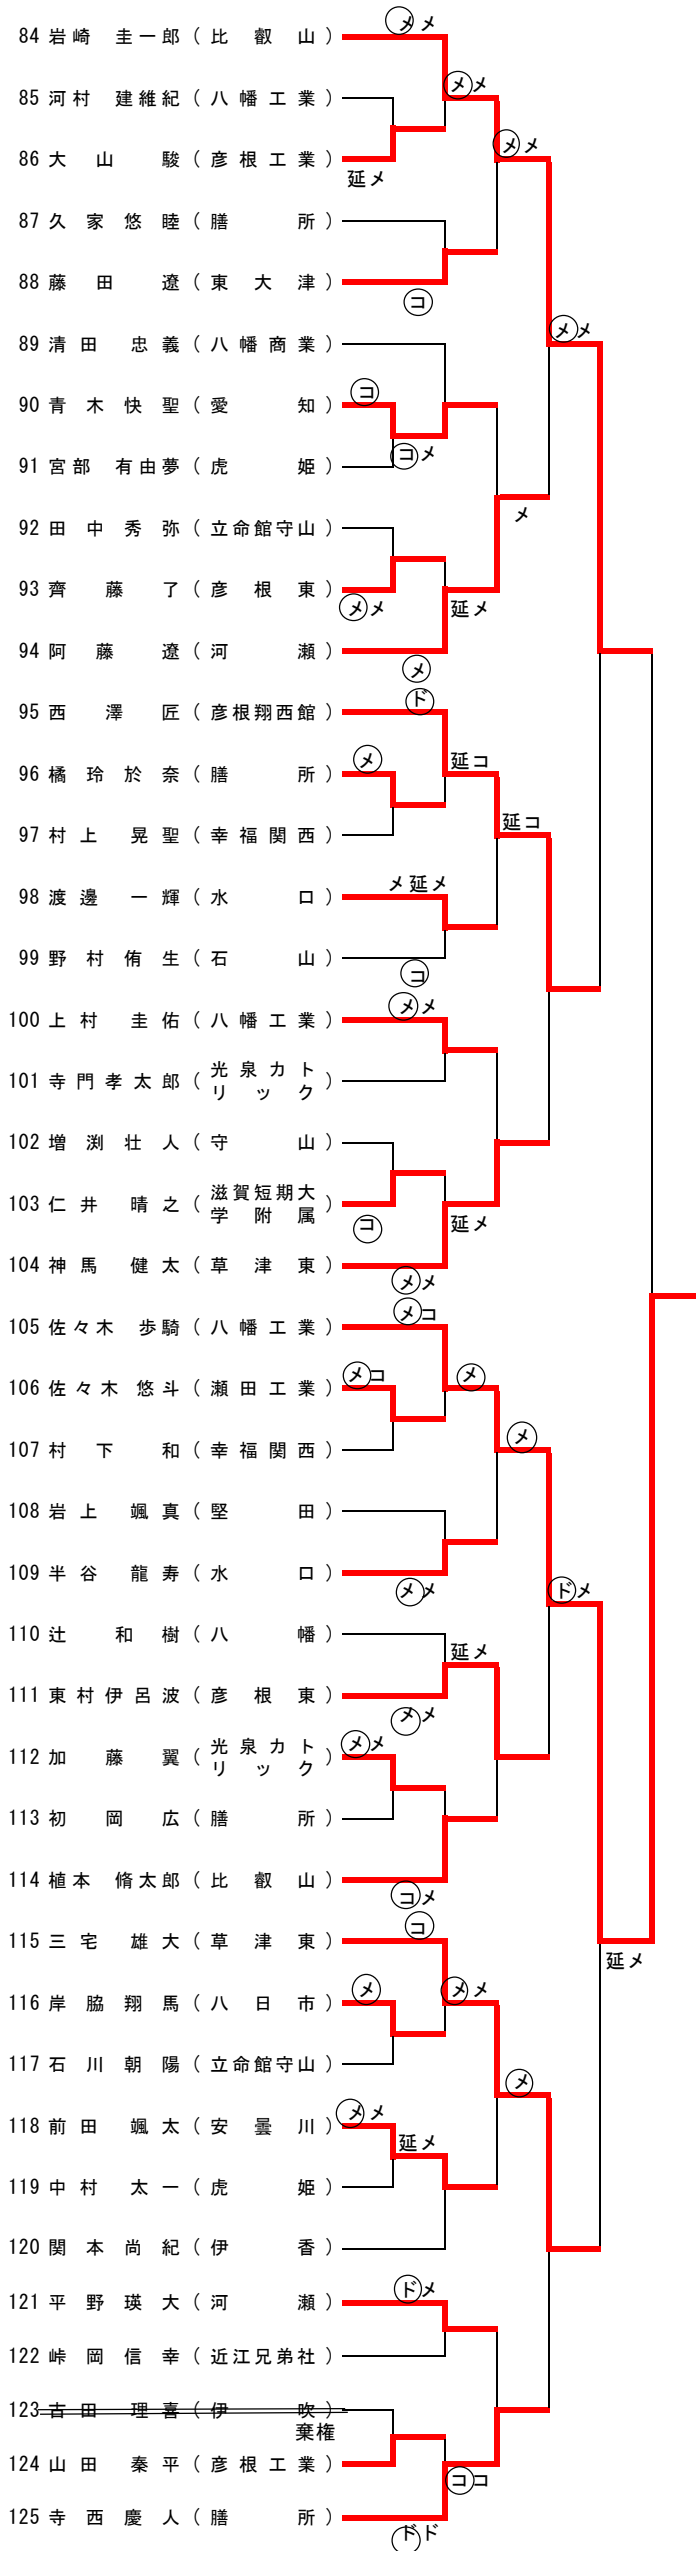 メメ
84 岩崎 圭一郎（比叡山）
メメ
85 河村 建維紀（八幡工業）
メメ
86 大山 駿（彦根工業）
延メ
87 久家悠睦（膳所）
88 藤田 遼（東大津）
コ
メメ
89 清田 忠義（八幡商業）
コ
90 青木快聖（愛知）
コメ
91 宮部 有由夢（虎姫）
メ
92 田中秀弥（立命館守山）
93 齊藤 了（彦根東）
メメ
延メ
94 阿藤 遼（河瀬）
メ
ド
95 西澤 匠（彦根翔西館）
メ
延コ
96 橘玲於奈（膳所）
延コ
97 村上 晃聖（幸福関西）
メ延メ
98 渡邊 一輝（水口）
99 野村侑生（石山）
コ
メメ
100 上村 圭佑（八幡工業）
101 寺門孝太郎（光泉カト
リック）
102 増渕壮人（守山）
103 仁井 晴之（滋賀短期大
学附属）
コ
延メ
104 神馬 健太（草津東）
メメ
メコ
105 佐々木 歩騎（八幡工業）
メコ
メ
106 佐々木 悠斗（瀬田工業）
メ
107 村下 和（幸福関西）
108 岩上 颯真（堅田）
109 半谷 龍寿（水口）
メメ
ドメ
110 辻 和樹（八幡）
延メ
111 東村伊呂波（彦根東）
メメ
メメ
112 加藤 翼（光泉カト
リック）
113 初岡 広（膳所）
114 植本 脩太郎（比叡山）
コメ
コ
115 三宅 雄大（草津東）
延メ
メ
メメ
116 岸脇翔馬（八日市）
117 石川朝陽（立命館守山）
メ
メメ
118 前田 颯太（安曇川）
延メ
119 中村 太一（虎姫）
120 関本尚紀（伊香）
ドメ
121 平野瑛大（河瀬）
122 峠岡信幸（近江兄弟社）
123 古田 理喜（伊吹）
棄権
124 山田 秦平（彦根工業）
ココ
125 寺西慶人（膳所）
ドド